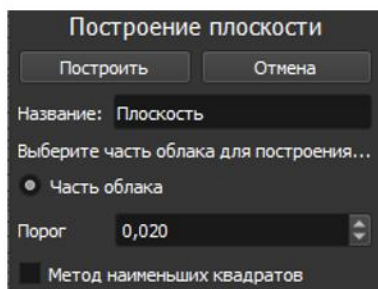 Построение плоскости
Построить Отмена
Название: Плоскость
Выберите часть облака для построения...
Часть облака
Порог 0,020
Метод наименьших квадратов